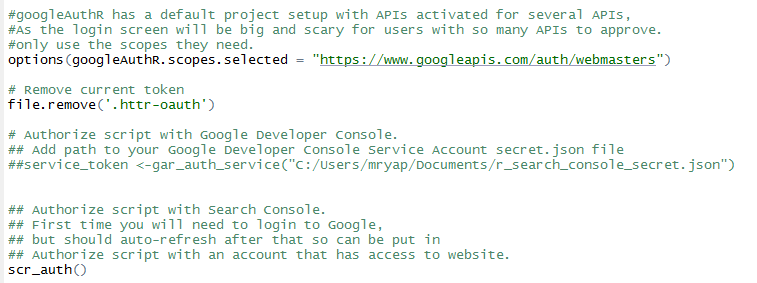 #googleAuthR has a default project setup with APIs activated for several APIs,
#As the login screen will be big and scary for users with so many APIs to approve.
#only use the scopes they need.
options(googleAuthR.scopes.selected = "https://www.googleapis.com/auth/webmasters")
# Remove current token
file.remove('.httr-oauth')
# Authorize script with Google Developer Console.
## Add path to your Google Developer Console Service Account secret.json file
##service_token <-gar_auth_service("C:/Users/mryap/Documents/r_search_console_secret.json")
## Authorize script with Search Console.
## First time you will need to login to Google,
## but should auto-refresh after that so can be put in
## Authorize script with an account that has access to website.
scr_auth()